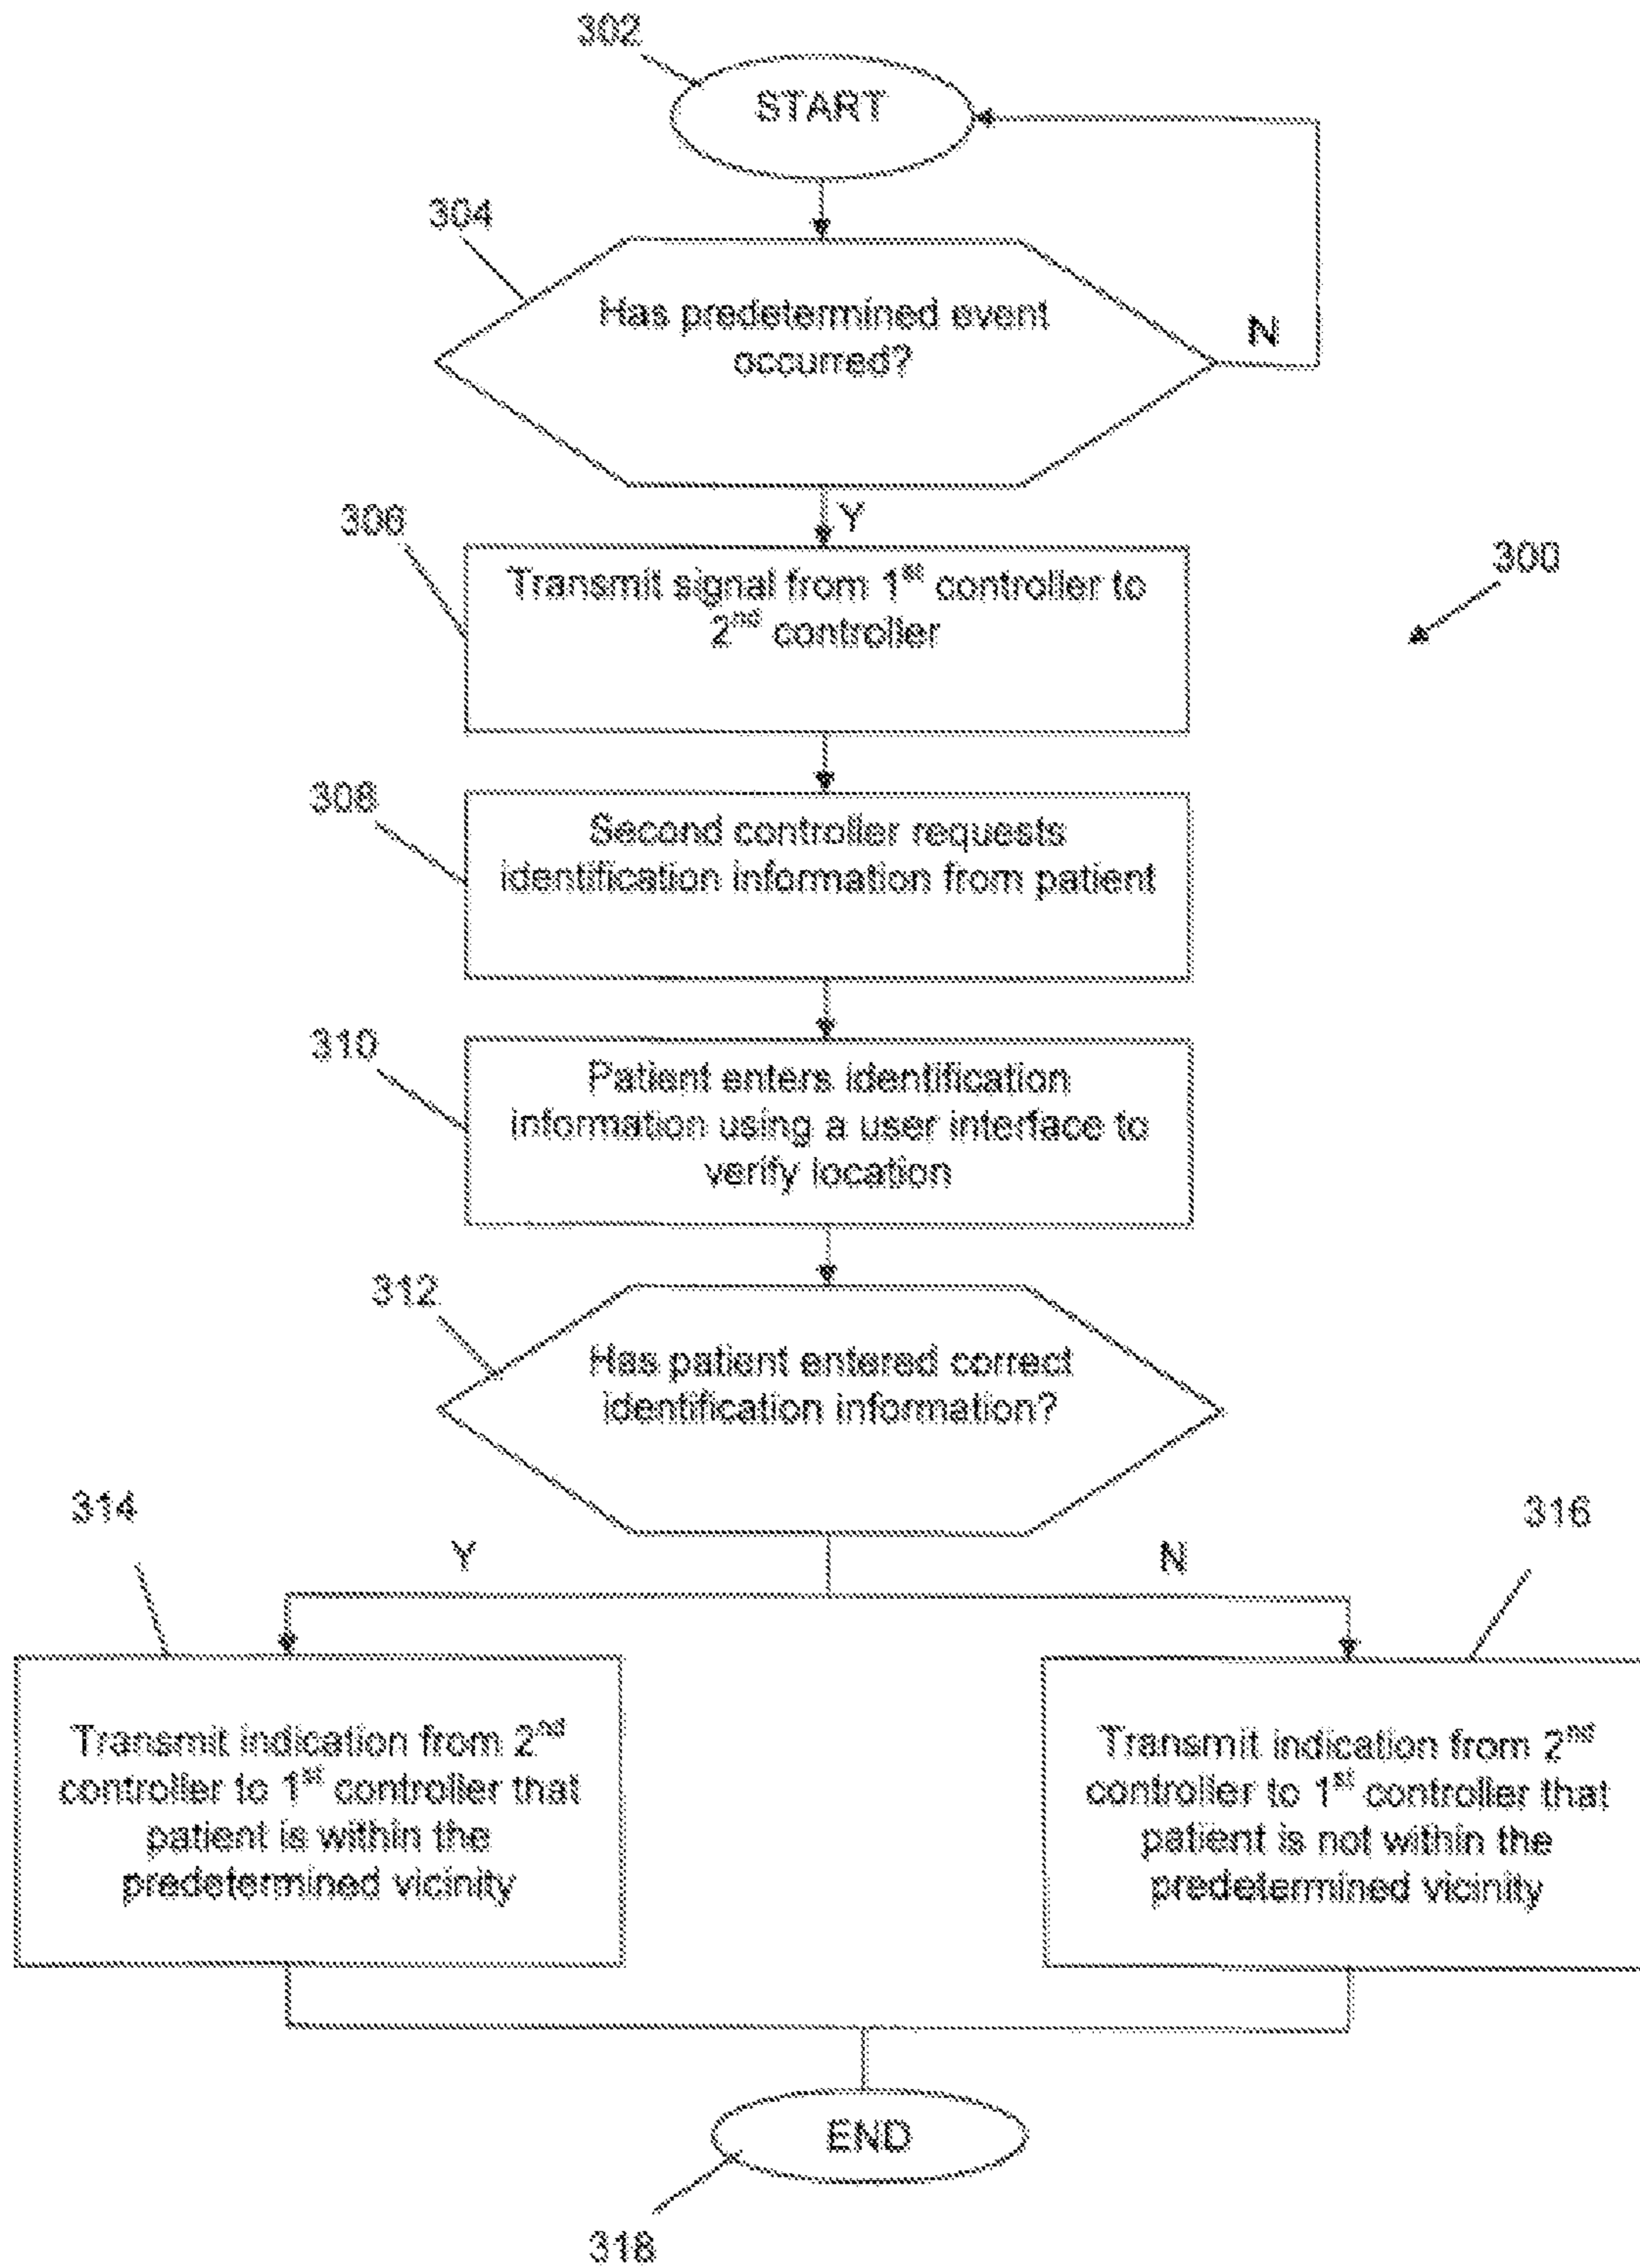 302
START
304
Has predetermined event
occurred?
N
Y
306
Transmit signal from 1st controller to
2nd controller
300
308
Second controller requests
identification information from patient
310
Patient enters identification
information using a user interface to
verify location
312
Has patient entered correct
identification information?
314
Y
N
316
Transmit indication from 2nd
controller to 1st controller that
patient is within the
predetermined vicinity
Transmit indication from 2nd
controller to 1st controller that
patient is not within the
predetermined vicinity
END
318